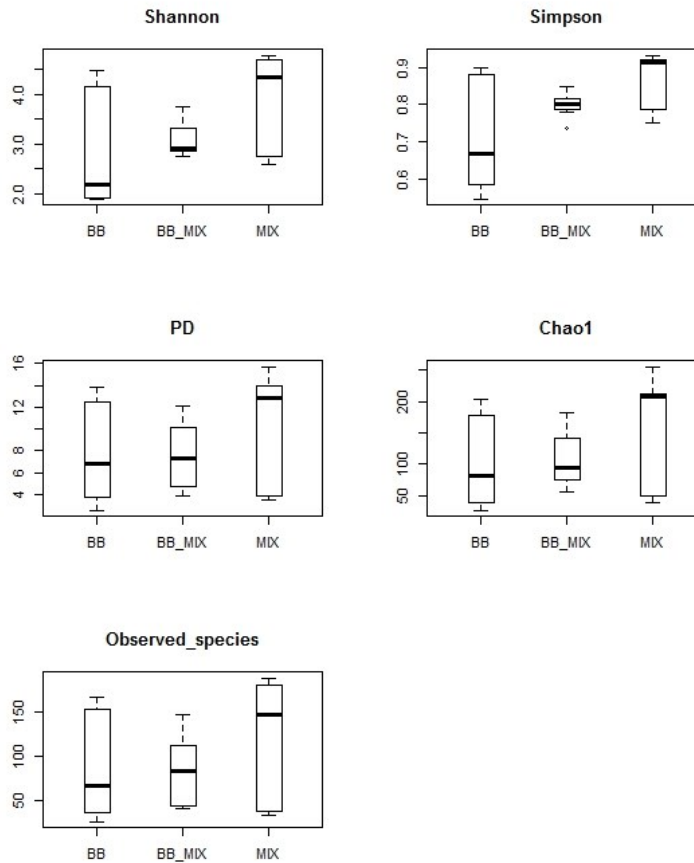 Shannon
4.0
3.0
2.0
BB BB_MIX MIX
Simpson
0.9
0.8
0.7
0.6
BB BB_MIX MIX
PD
16
12
8
6
4
BB BB_MIX MIX
Chao1
200
100
50
BB BB_MIX MIX
Observed_species
150
100
50
BB BB_MIX MIX